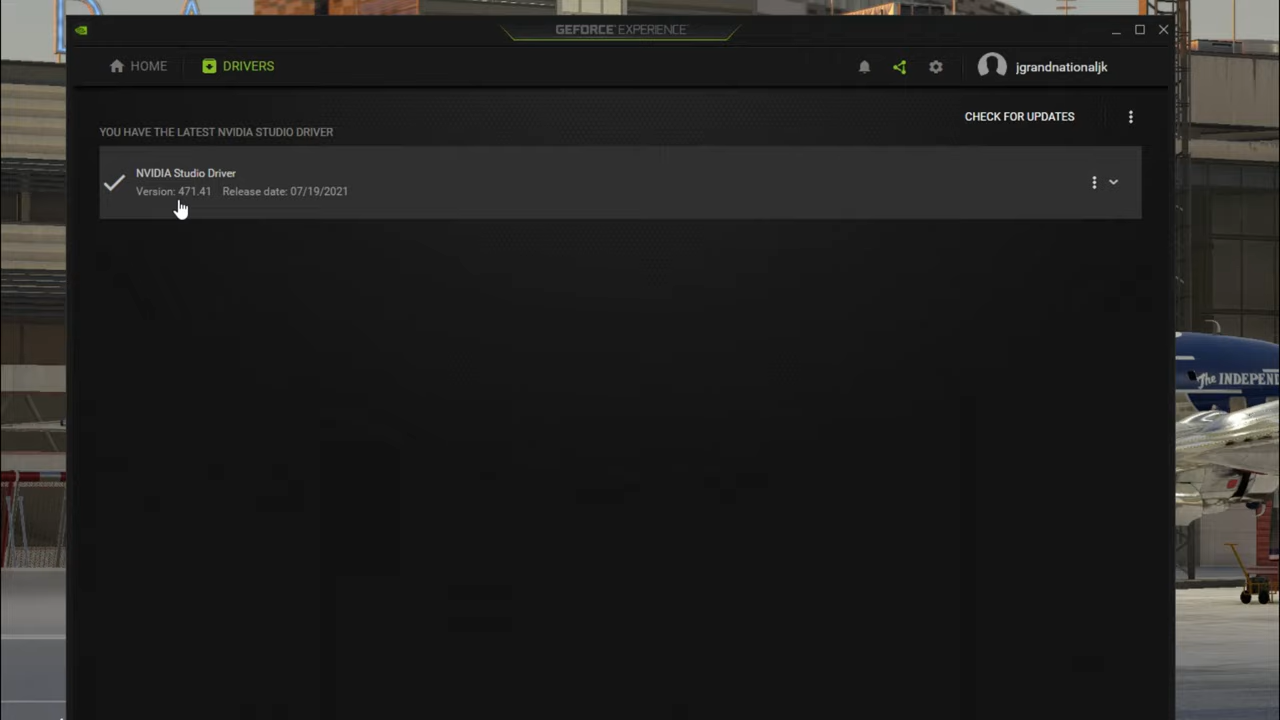 GEFORCE EXPERIENCE
HOME
DRIVERS
jgrandnationaljk
CHECK FOR UPDATES
YOU HAVE THE LATEST NVIDIA STUDIO DRIVER
NVIDIA Studio Driver
Version: 471.41 Release date: 07/19/2021
The INDEPEN